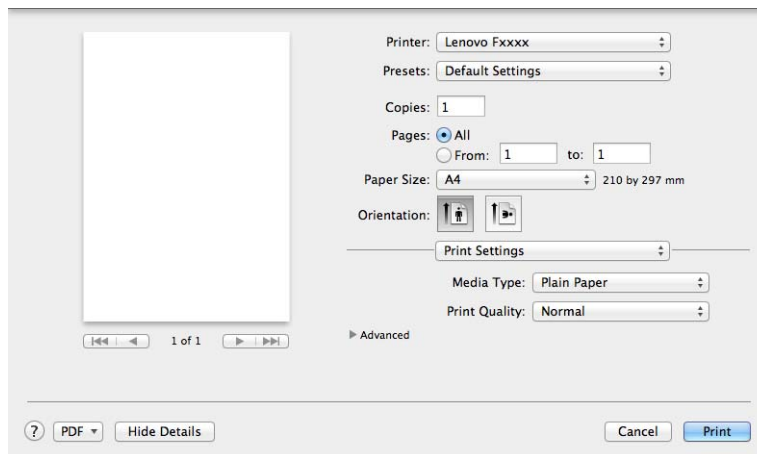 Printer: Lenovo Fxxxx
Presets: Default Settings
Copies: 1
Pages: All
From: 1 to: 1
Paper Size: A4 210 by 297 mm
Orientation:
Print Settings
Media Type: Plain Paper
Print Quality: Normal
Advanced
1 of 1
? PDF Hide Details Cancel Print